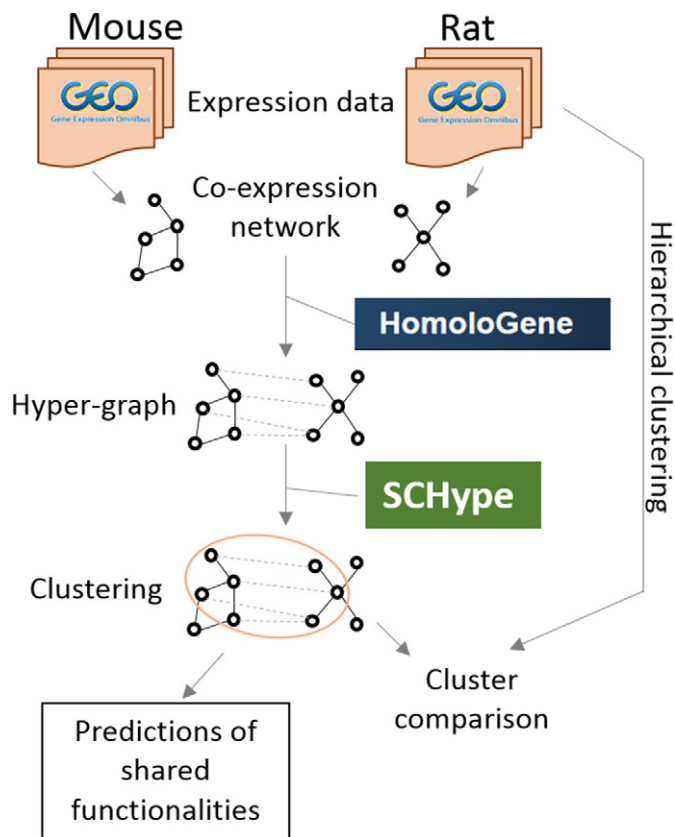 Mouse
Rat
GEO
Gene Expression Omnibus
Expression data
GEO
Gene Expression Omnibus
Co-expression
network
HomoloGene
Hierarchical clustering
Hyper-graph
SCHype
Clustering
Cluster
comparison
Predictions of
shared
functionalities